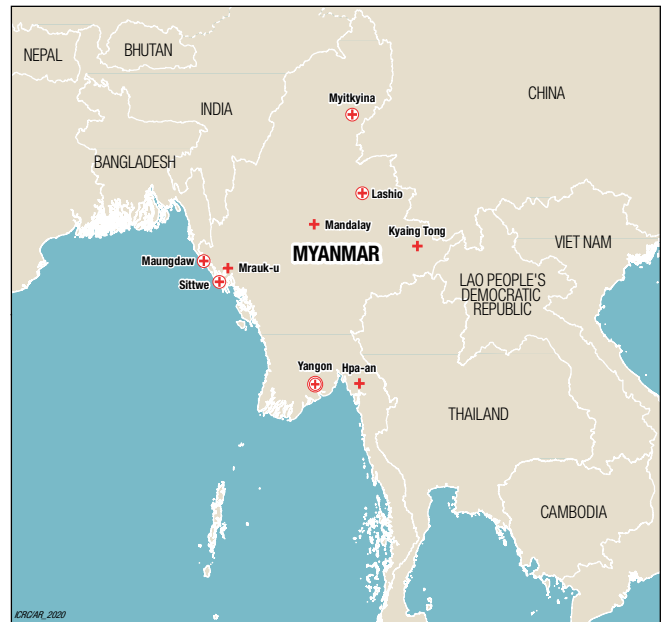 NEPAL
BHUTAN
INDIA
CHINA
BANGLADESH
Myitkyina
Lashio
Mandalay
Kyaing Tong
MYANMAR
VIET NAM
Maungdaw
Mrauk-u
Sittwe
LAO PEOPLE'S
DEMOCRATIC
REPUBLIC
Yangon
Hpa-an
THAILAND
CAMBODIA
ICRC/AR_2020